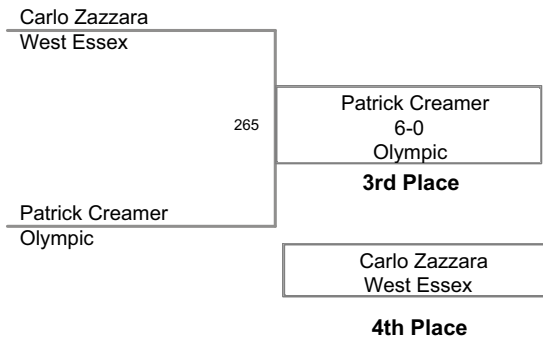 Carlo Zazzara
West Essex
265
Patrick Creamer
6-0
Olympic
3rd Place
Patrick Creamer
Olympic
Carlo Zazzara
West Essex
4th Place